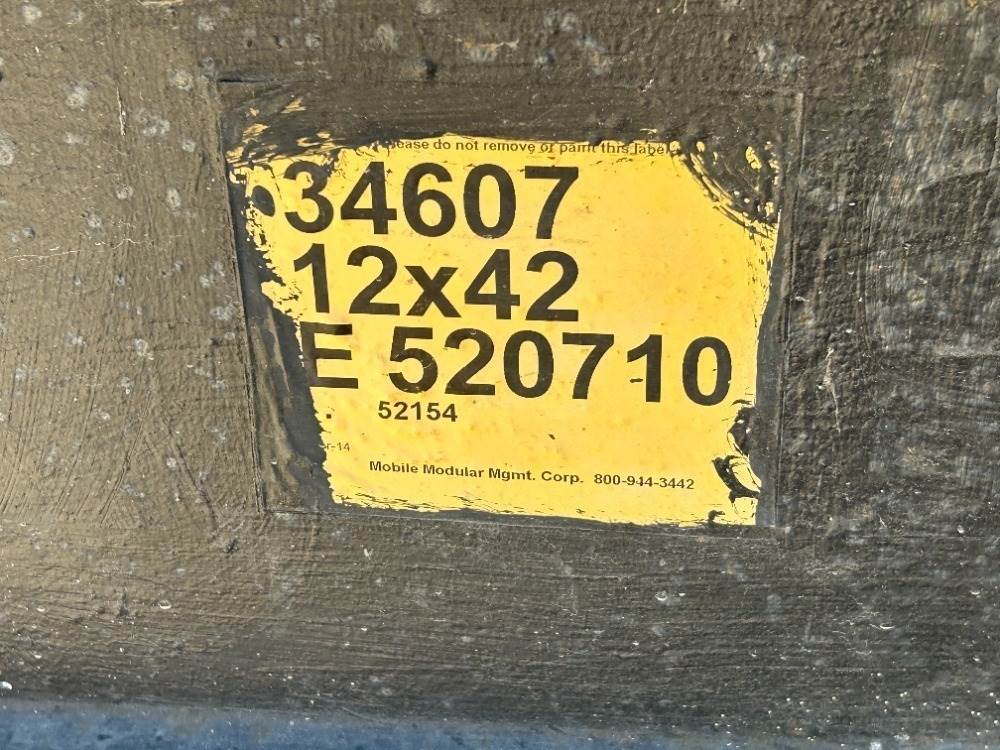 Please do not remove or paint this label
34607
12x42
E 520710
52154
r-14
Mobile Modular Mgmt. Corp. 800-944-3442